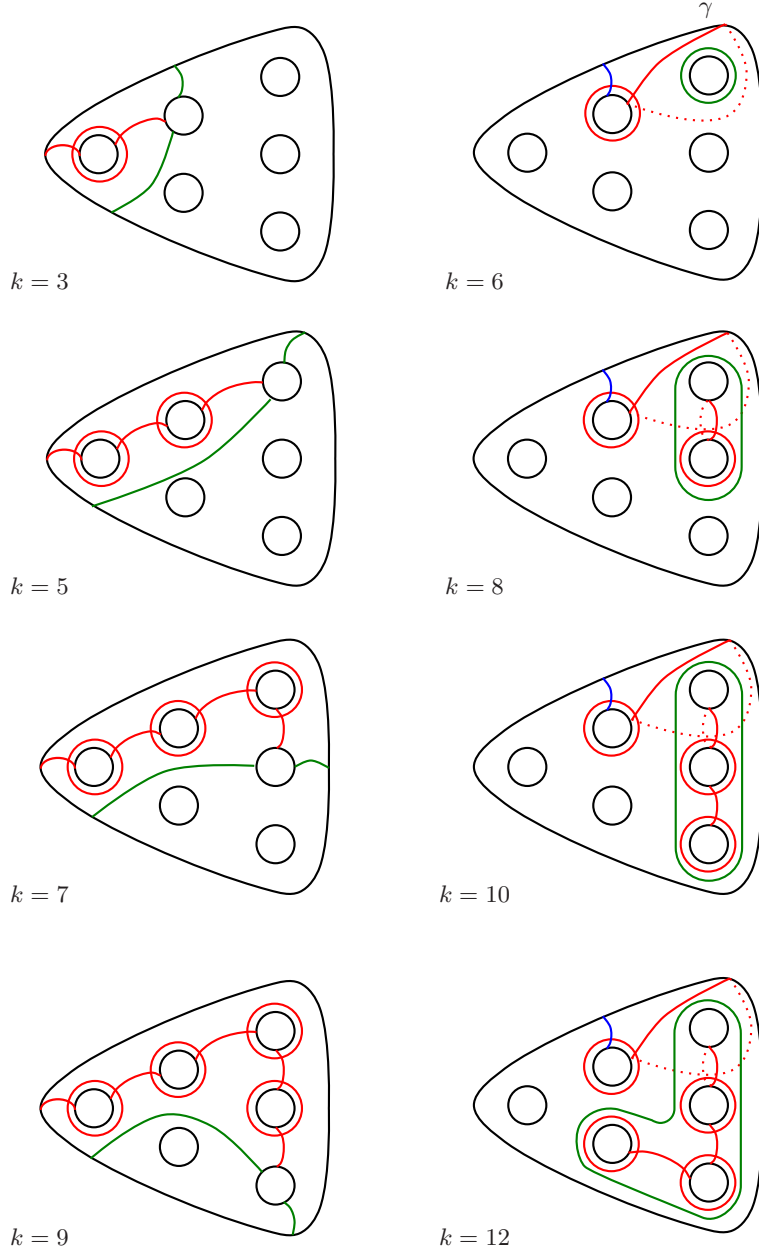 γ
k = 3
k = 6
k = 5
k = 8
k = 7
k = 10
k = 9
k = 12